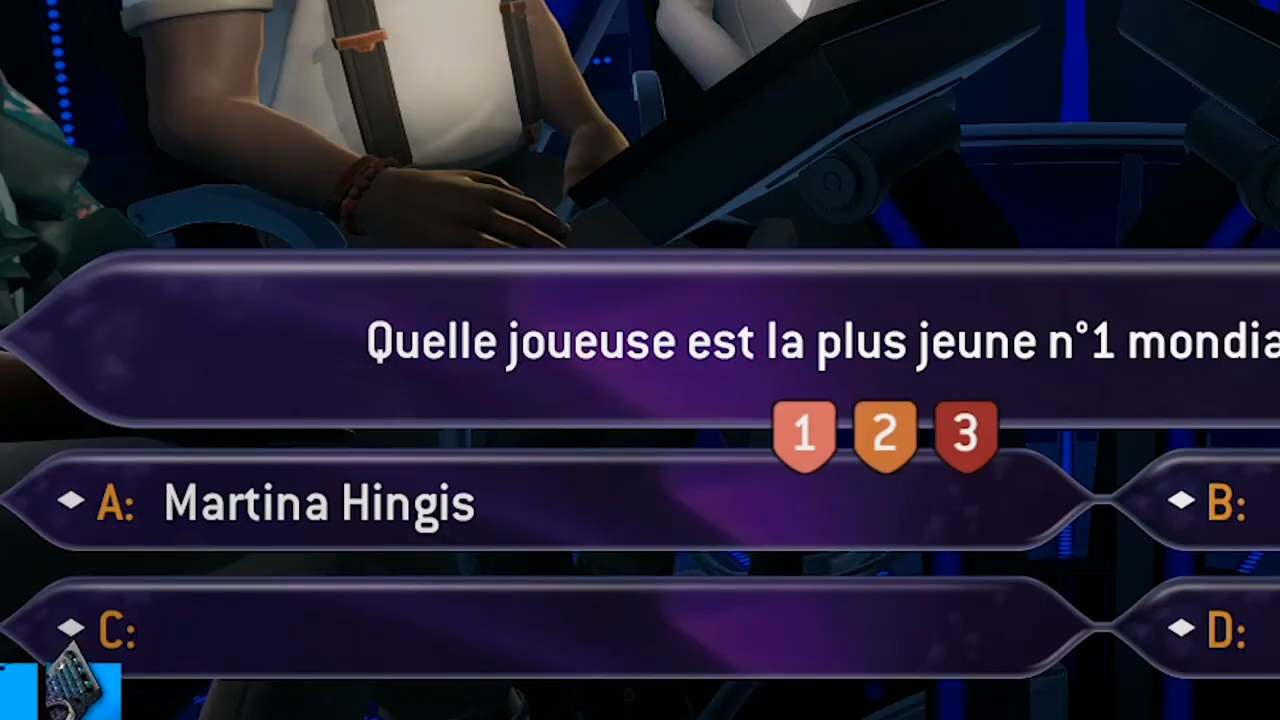 Quelle joueuse est la plus jeune n°1 mondia
1 2 3
A: Martina Hingis
B:
C:
D: